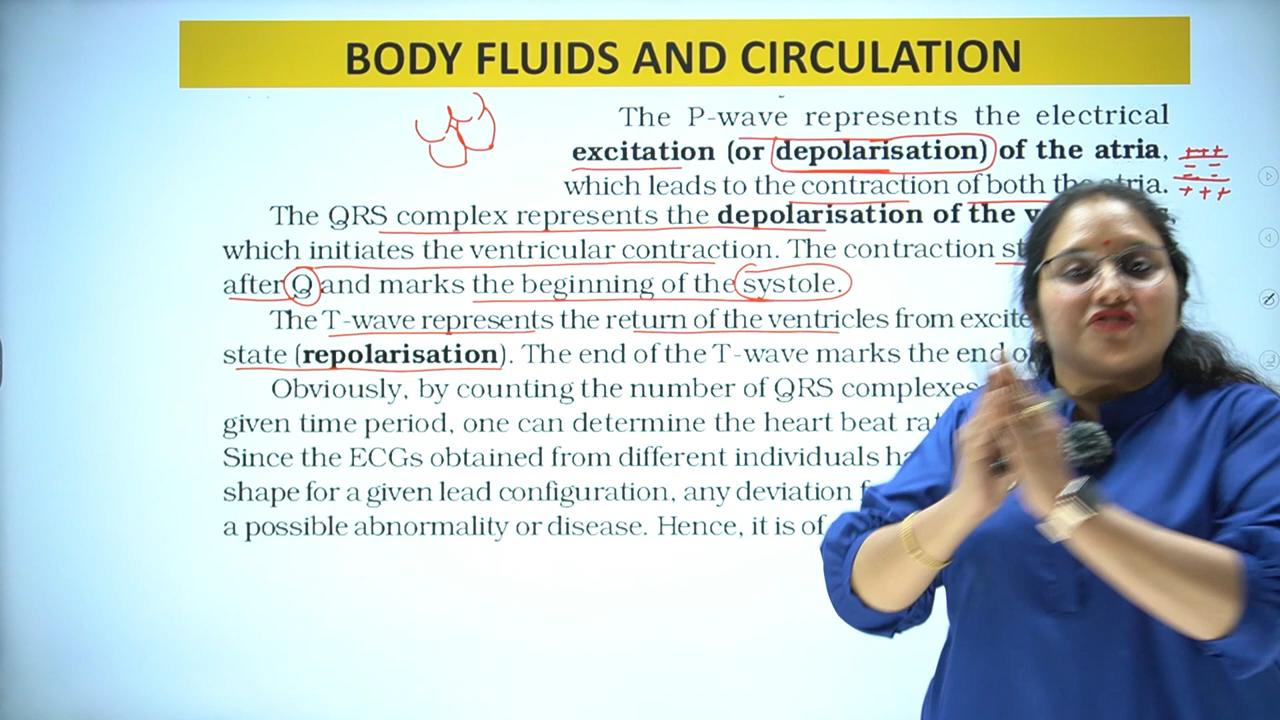 BODY FLUIDS AND CIRCULATION
The P-wave represents the electrical
excitation (or depolarisation) of the atria,
which leads to the contraction of both the atria.
The QRS complex represents the depolarisation of the
which initiates the ventricular contraction. The contraction
after Q and marks the beginning of the systole.
The T-wave represents the return of the ventricles from
state (repolarisation). The end of the T-wave marks the end
Obviously, by counting the number of QRS complexes
given time period, one can determine the heart beat
Since the ECGs obtained from different individuals
shape for a given lead configuration, any deviation
a possible abnormality or disease. Hence, it is of
+++
- -
+++